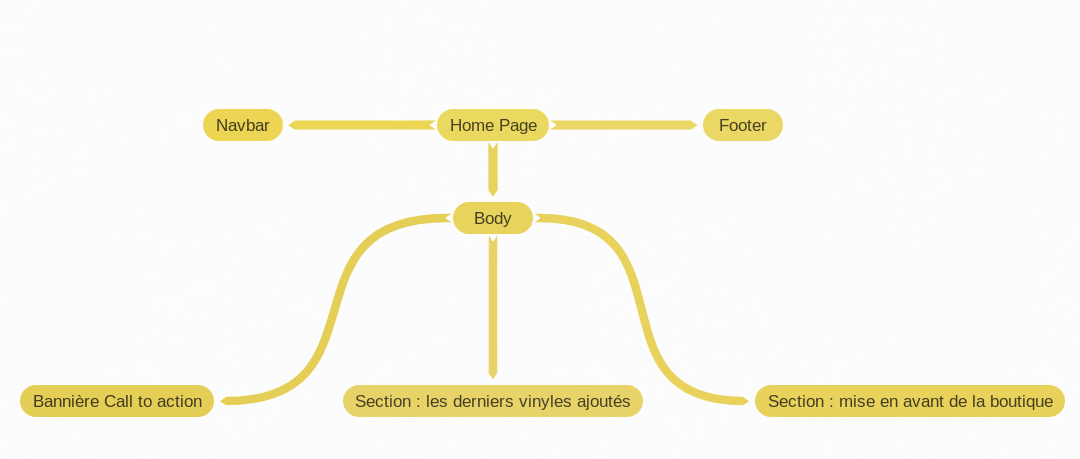 Navbar
Home Page
Footer
Body
Bannière Call to action
Section : les derniers vinyles ajoutés
Section : mise en avant de la boutique